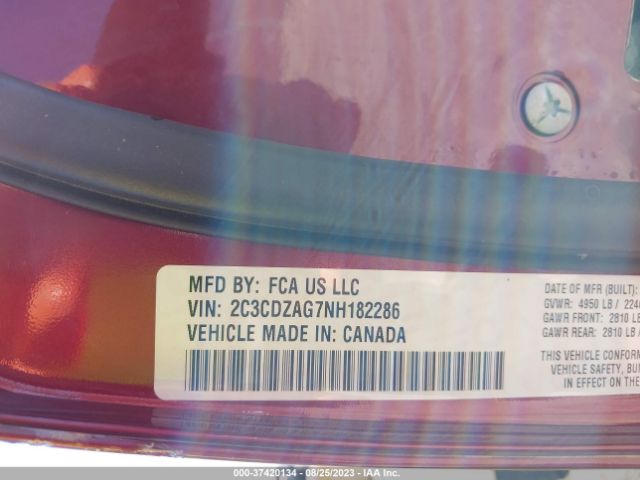 MFD BY: FCA US LLC
VIN: 2C3CDZAG7NH182286
VEHICLE MADE IN: CANADA
DATE OF MFR (BUILT):
GVWR: 4950 LB / 224
GAWR FRONT: 2810 LB
GAWR REAR: 2810 LB /
THIS VEHICLE CONFORM
VEHICLE SAFETY, BUM
IN EFFECT ON THE
000-37420134 - 08/25/2023 - IAA Inc.